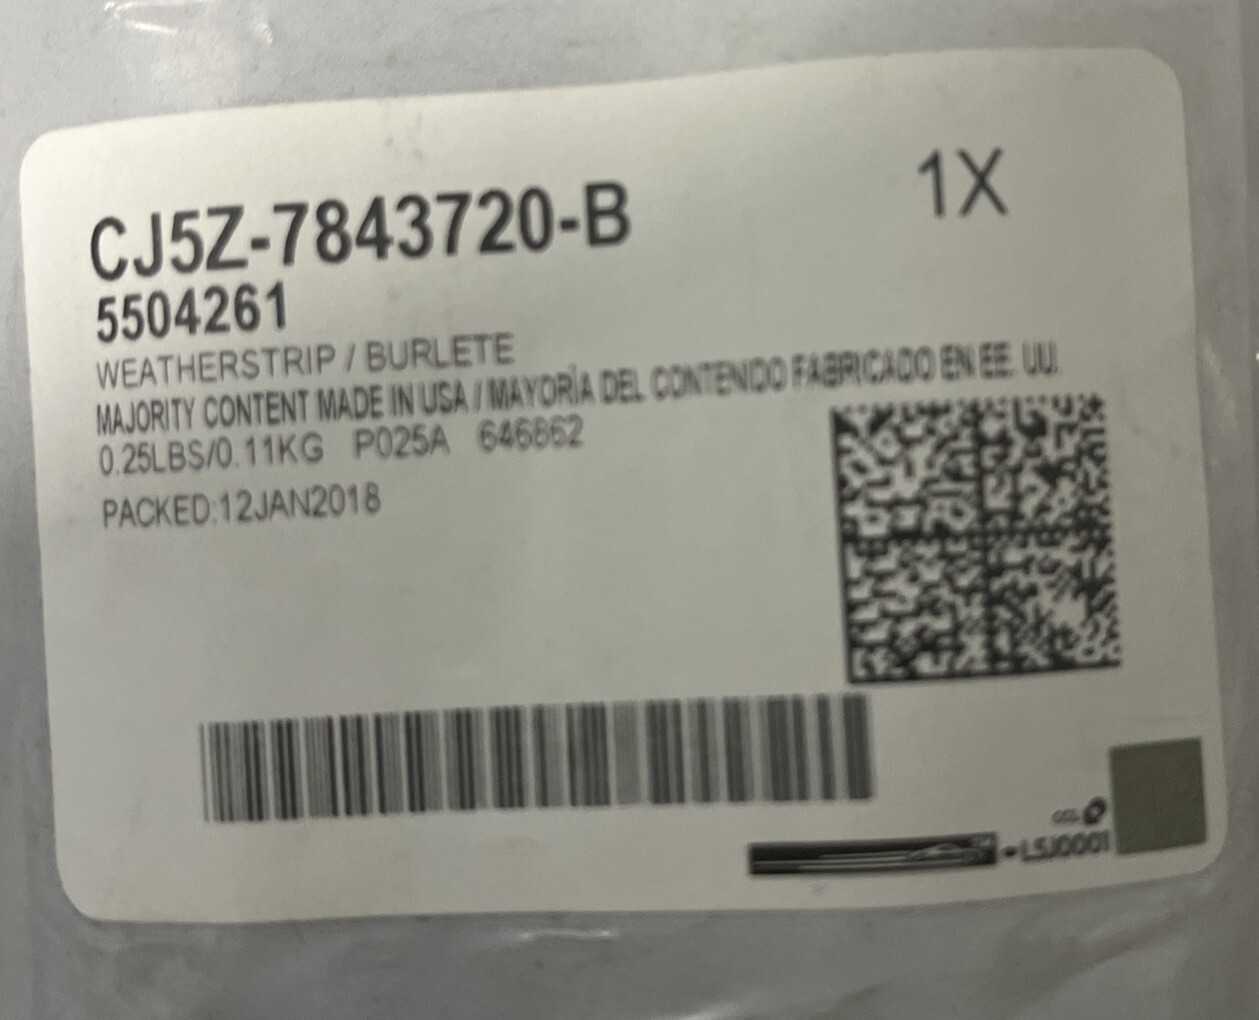 CJ5Z-7843720-B
1X
5504261
WEATHERSTRIP / BURLETE
MAJORITY CONTENT MADE IN USA / MAYORÍA DEL CONTENIDO FABRICADO EN EE. UU.
0.25LBS/0.11KG P025A 646862
PACKED:12JAN2018
-L5J0001